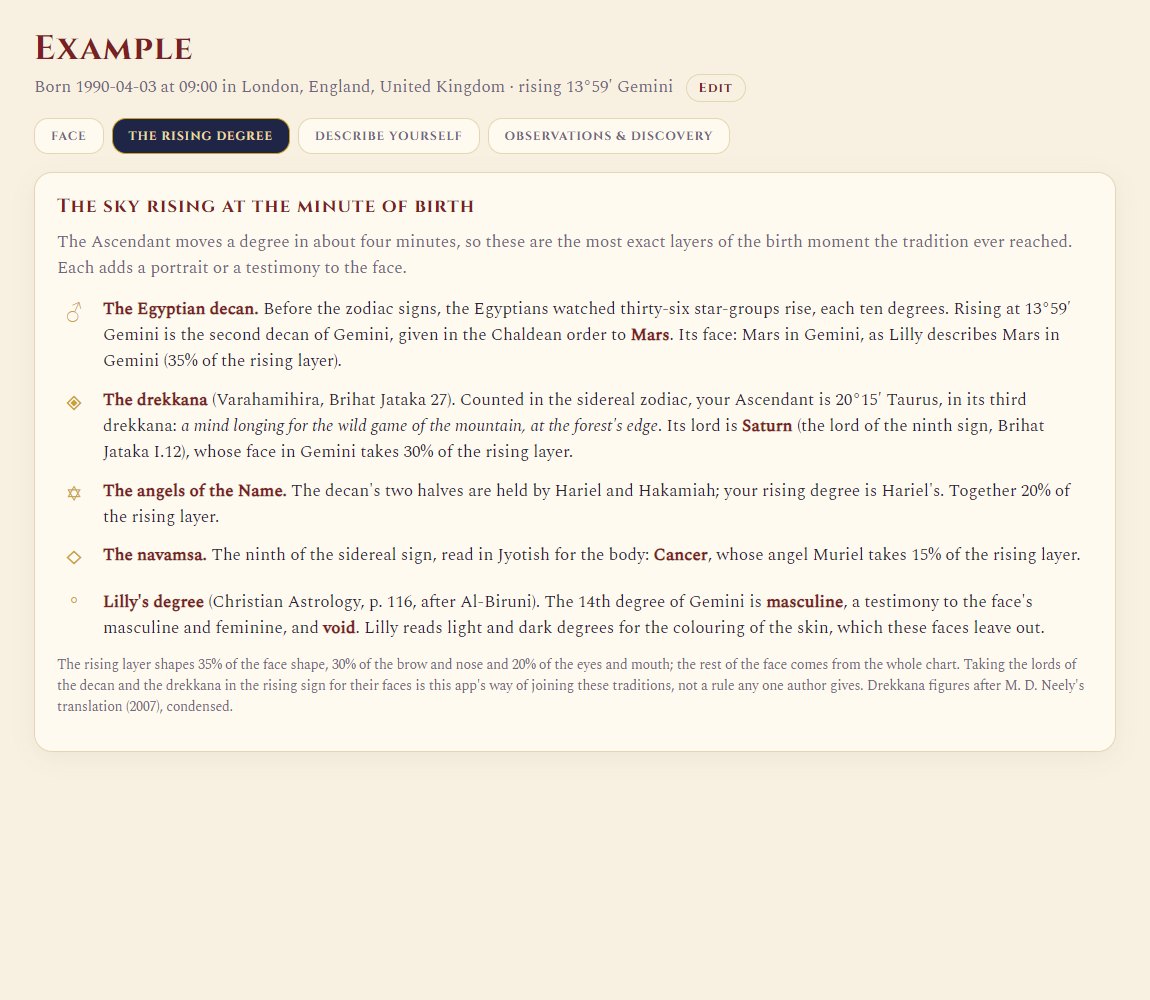 Example
Born 1990-04-03 at 09:00 in London, England, United Kingdom · rising 13°59′ Gemini Edit
FACE THE RISING DEGREE DESCRIBE YOURSELF OBSERVATIONS & DISCOVERY
The sky rising at the minute of birth
The Ascendant moves a degree in about four minutes, so these are the most exact layers of the birth moment the tradition ever reached.
Each adds a portrait or a testimony to the face.
♂ The Egyptian decan. Before the zodiac signs, the Egyptians watched thirty-six star-groups rise, each ten degrees. Rising at 13°59′
Gemini is the second decan of Gemini, given in the Chaldean order to Mars. Its face: Mars in Gemini, as Lilly describes Mars in
Gemini (35% of the rising layer).
◈ The drekkana (Varahamihira, Brihat Jataka 27). Counted in the sidereal zodiac, your Ascendant is 20°15′ Taurus, in its third
drekkana: a mind longing for the wild game of the mountain, at the forest's edge. Its lord is Saturn (the lord of the ninth sign, Brihat
Jataka I.12), whose face in Gemini takes 30% of the rising layer.
✡ The angels of the Name. The decan's two halves are held by Hariel and Hakamiah; your rising degree is Hariel's. Together 20% of
the rising layer.
◇ The navamsa. The ninth of the sidereal sign, read in Jyotish for the body: Cancer, whose angel Muriel takes 15% of the rising layer.
° Lilly's degree (Christian Astrology, p. 116, after Al-Biruni). The 14th degree of Gemini is masculine, a testimony to the face's
masculine and feminine, and void. Lilly reads light and dark degrees for the colouring of the skin, which these faces leave out.
The rising layer shapes 35% of the face shape, 30% of the brow and nose and 20% of the eyes and mouth; the rest of the face comes from the whole chart. Taking the lords of
the decan and the drekkana in the rising sign for their faces is this app's way of joining these traditions, not a rule any one author gives. Drekkana figures after M. D. Neely's
translation (2007), condensed.